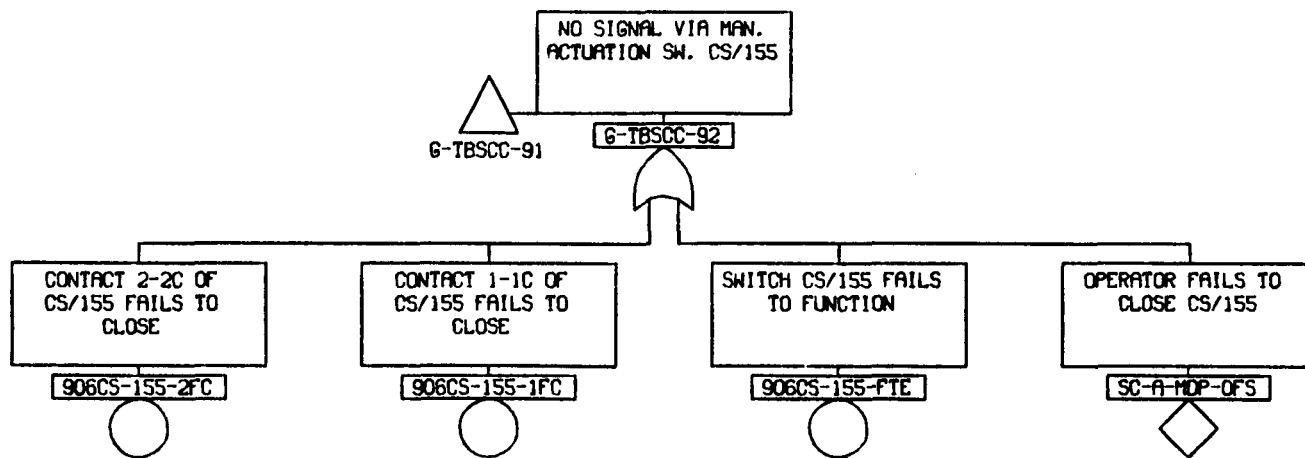 NO SIGNAL VIA MAN.
ACTUATION SW. CS/155
G-TBSCC-91
G-TBSCC-92
CONTACT 2-2C OF
CS/155 FAILS TO
CLOSE
906CS-155-2FC
CONTACT 1-1C OF
CS/155 FAILS TO
CLOSE
906CS-155-1FC
SWITCH CS/155 FAILS
TO FUNCTION
906CS-155-FTE
OPERATOR FAILS TO
CLOSE CS/155
SC-A-MOP-OFS